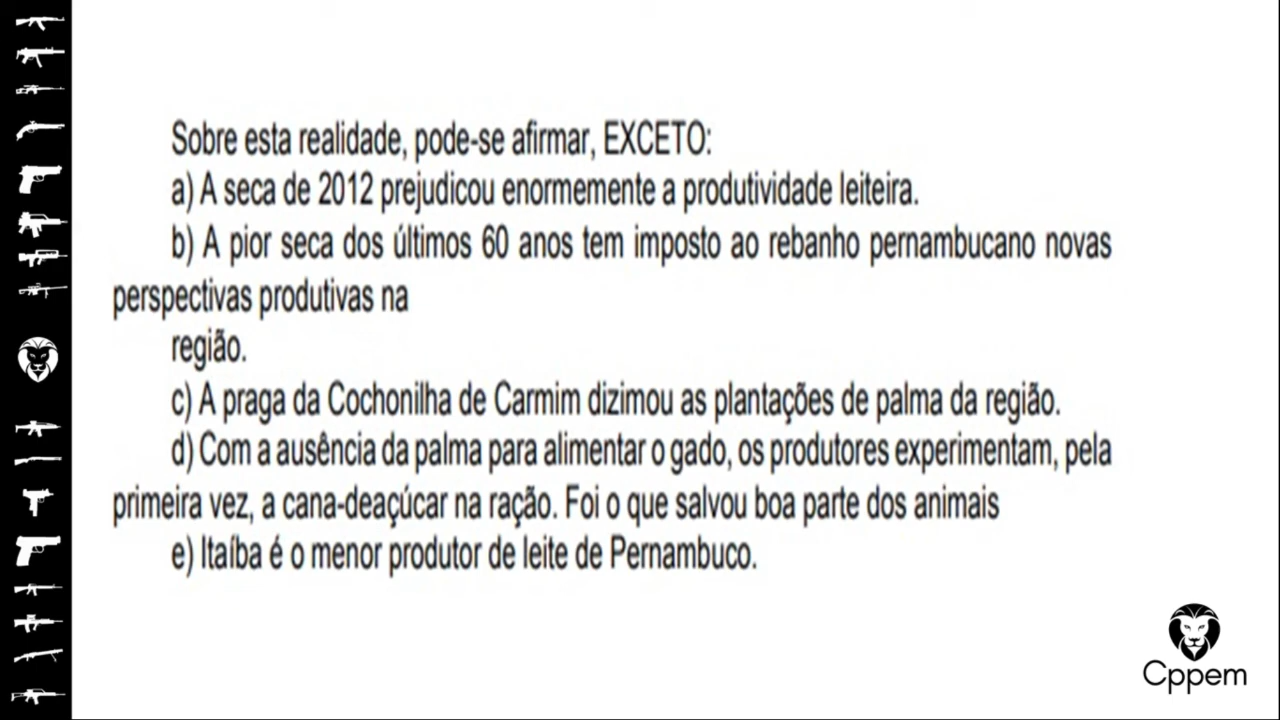 Sobre esta realidade, pode-se afirmar, EXCETO:
a) A seca de 2012 prejudicou enormemente a produtividade leiteira.
b) A pior seca dos últimos 60 anos tem imposto ao rebanho pernambucano novas
perspectivas produtivas na
região.
c) A praga da Cochonilha de Carmim dizimou as plantações de palma da região.
d) Com a ausência da palma para alimentar o gado, os produtores experimentam, pela
primeira vez, a cana-deaçúcar na ração. Foi o que salvou boa parte dos animais
e) Itaíba é o menor produtor de leite de Pernambuco.
Cppem